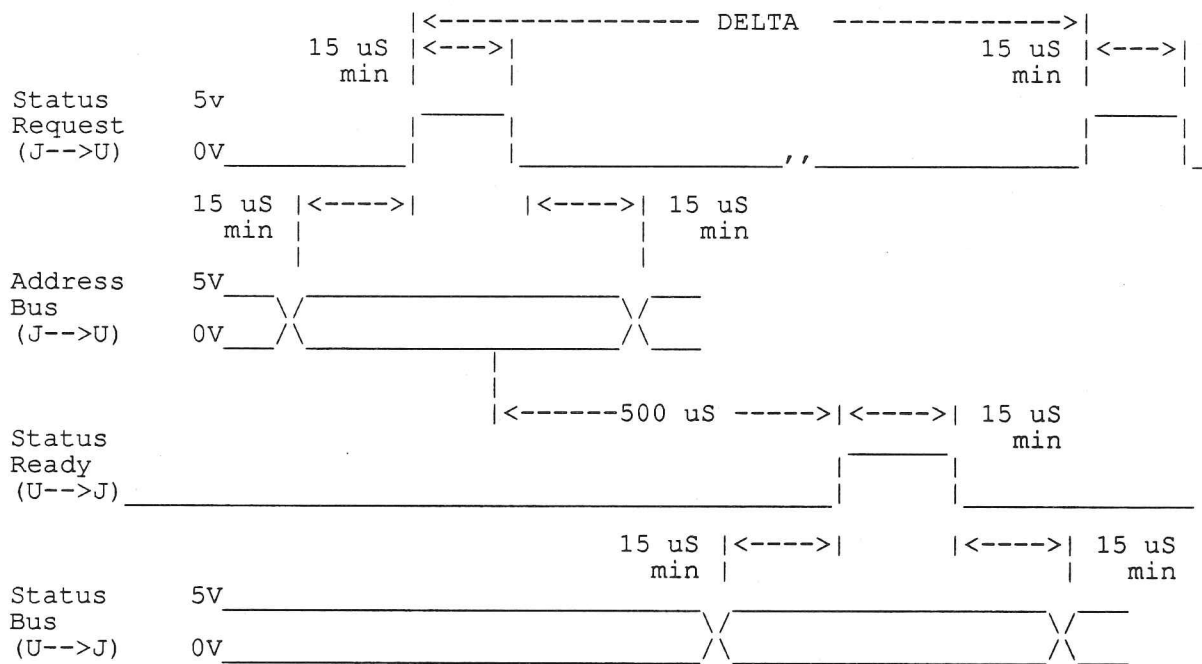 |<---------------- DELTA -------------->|
15 uS |<--->| 15 uS |<--->|
min | | min | |
Status 5v
Request
(J-->U) 0V ,,
15 uS |<---->| |<---->| 15 uS
min | | min
Address 5V
Bus
(J-->U) 0V
|<------500 uS ----->|<---->| 15 uS
Status min
Ready
(U-->J)
15 uS |<---->| |<---->| 15 uS
min | | min
Status 5V
Bus
(U-->J) 0V